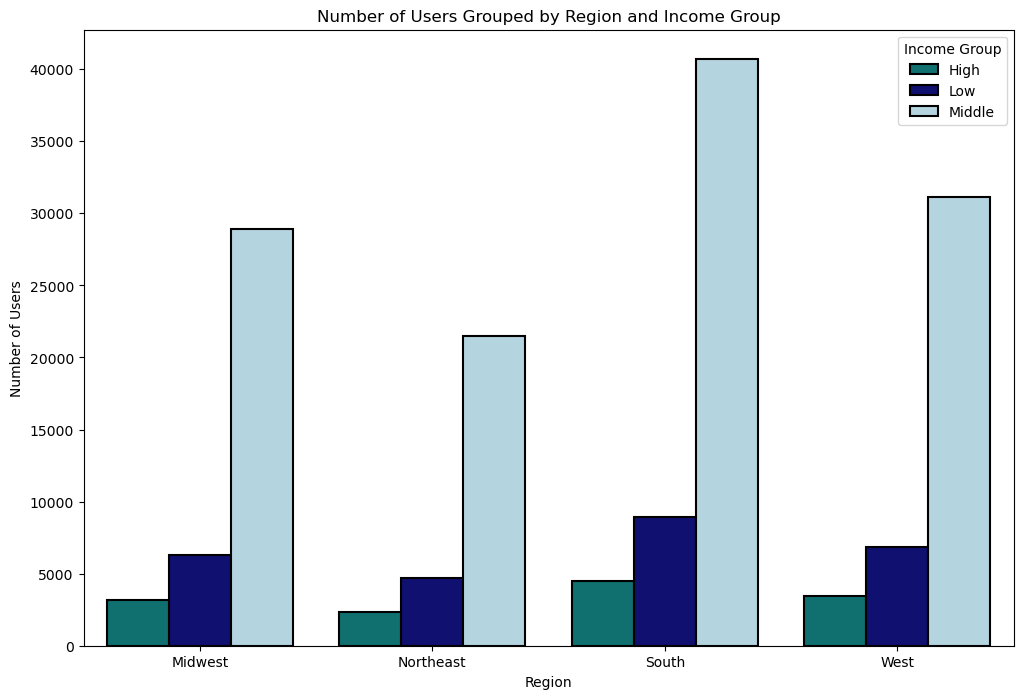 Number of Users Grouped by Region and Income Group
Income Group
High
Low
Middle
Number of Users
40000
35000
30000
25000
20000
15000
10000
5000
0
Midwest
Northeast
South
West
Region